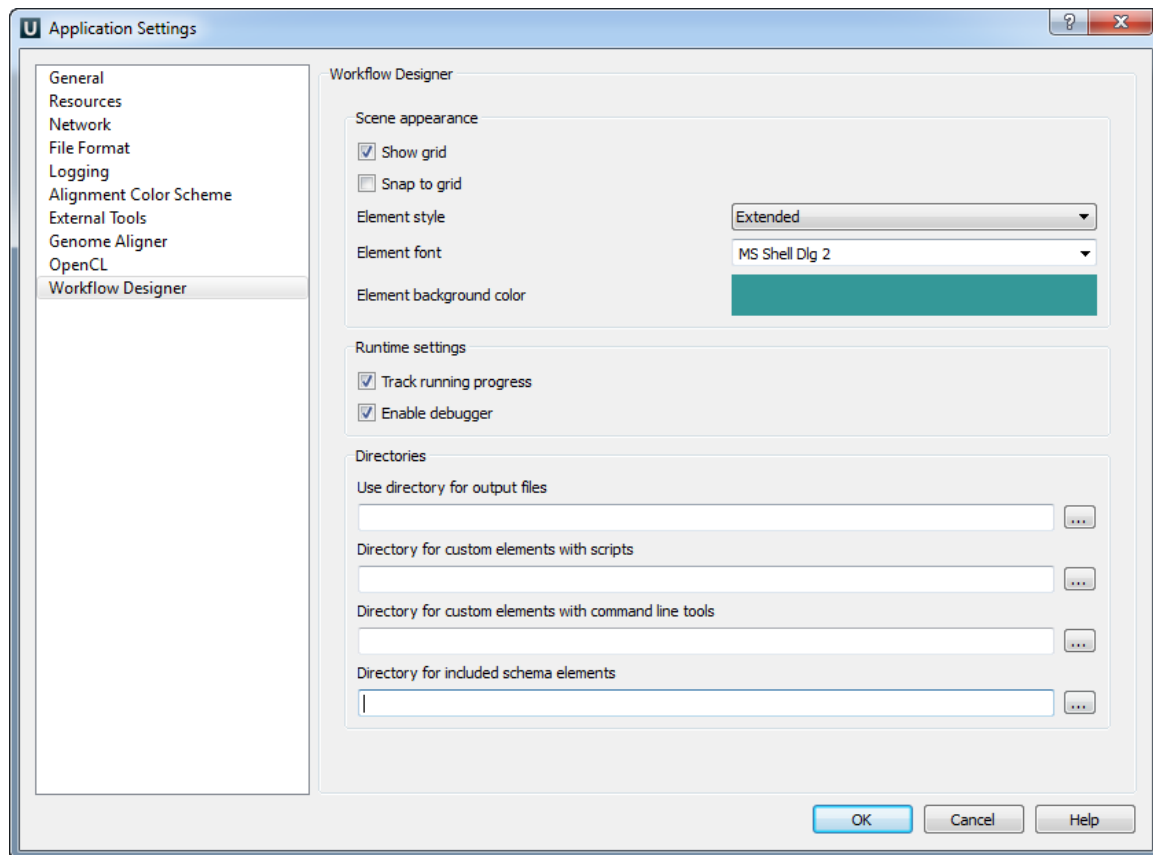 U Application Settings
? X
General
Resources
Network
File Format
Logging
Alignment Color Scheme
External Tools
Genome Aligner
OpenCL
Workflow Designer
Workflow Designer
Scene appearance
Show grid
Snap to grid
Element style Extended
Element font MS Shell Dlg 2
Element background color
Runtime settings
Track running progress
Enable debugger
Directories
Use directory for output files
...
Directory for custom elements with scripts
...
Directory for custom elements with command line tools
...
Directory for included schema elements
...
OK Cancel Help